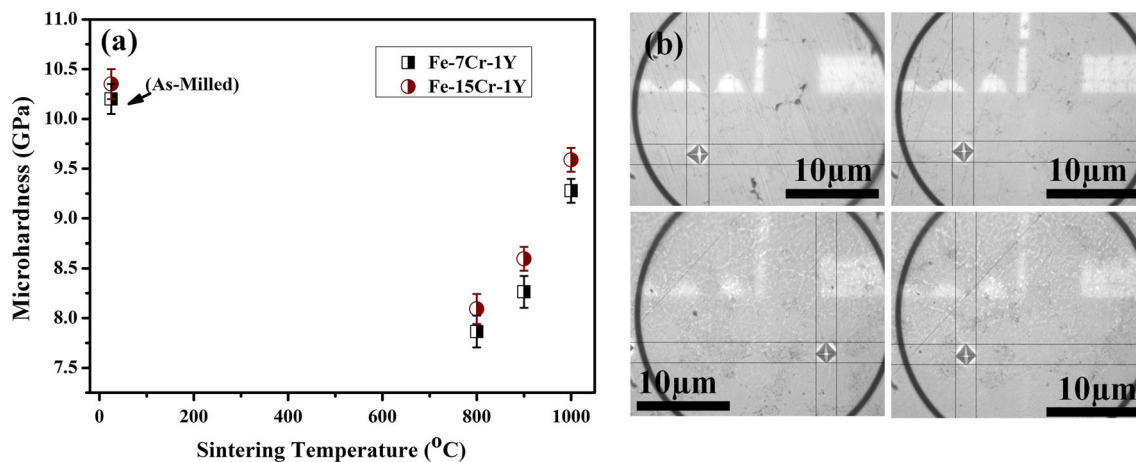 (a)
Fe-7Cr-1Y
Fe-15Cr-1Y
(As-Milled)
11.0
10.5
10.0
9.5
9.0
8.5
8.0
7.5
Microhardness (GPa)
0
200
400
600
800
1000
Sintering Temperature (°C)
(b)
10μm
10μm
10μm
10μm